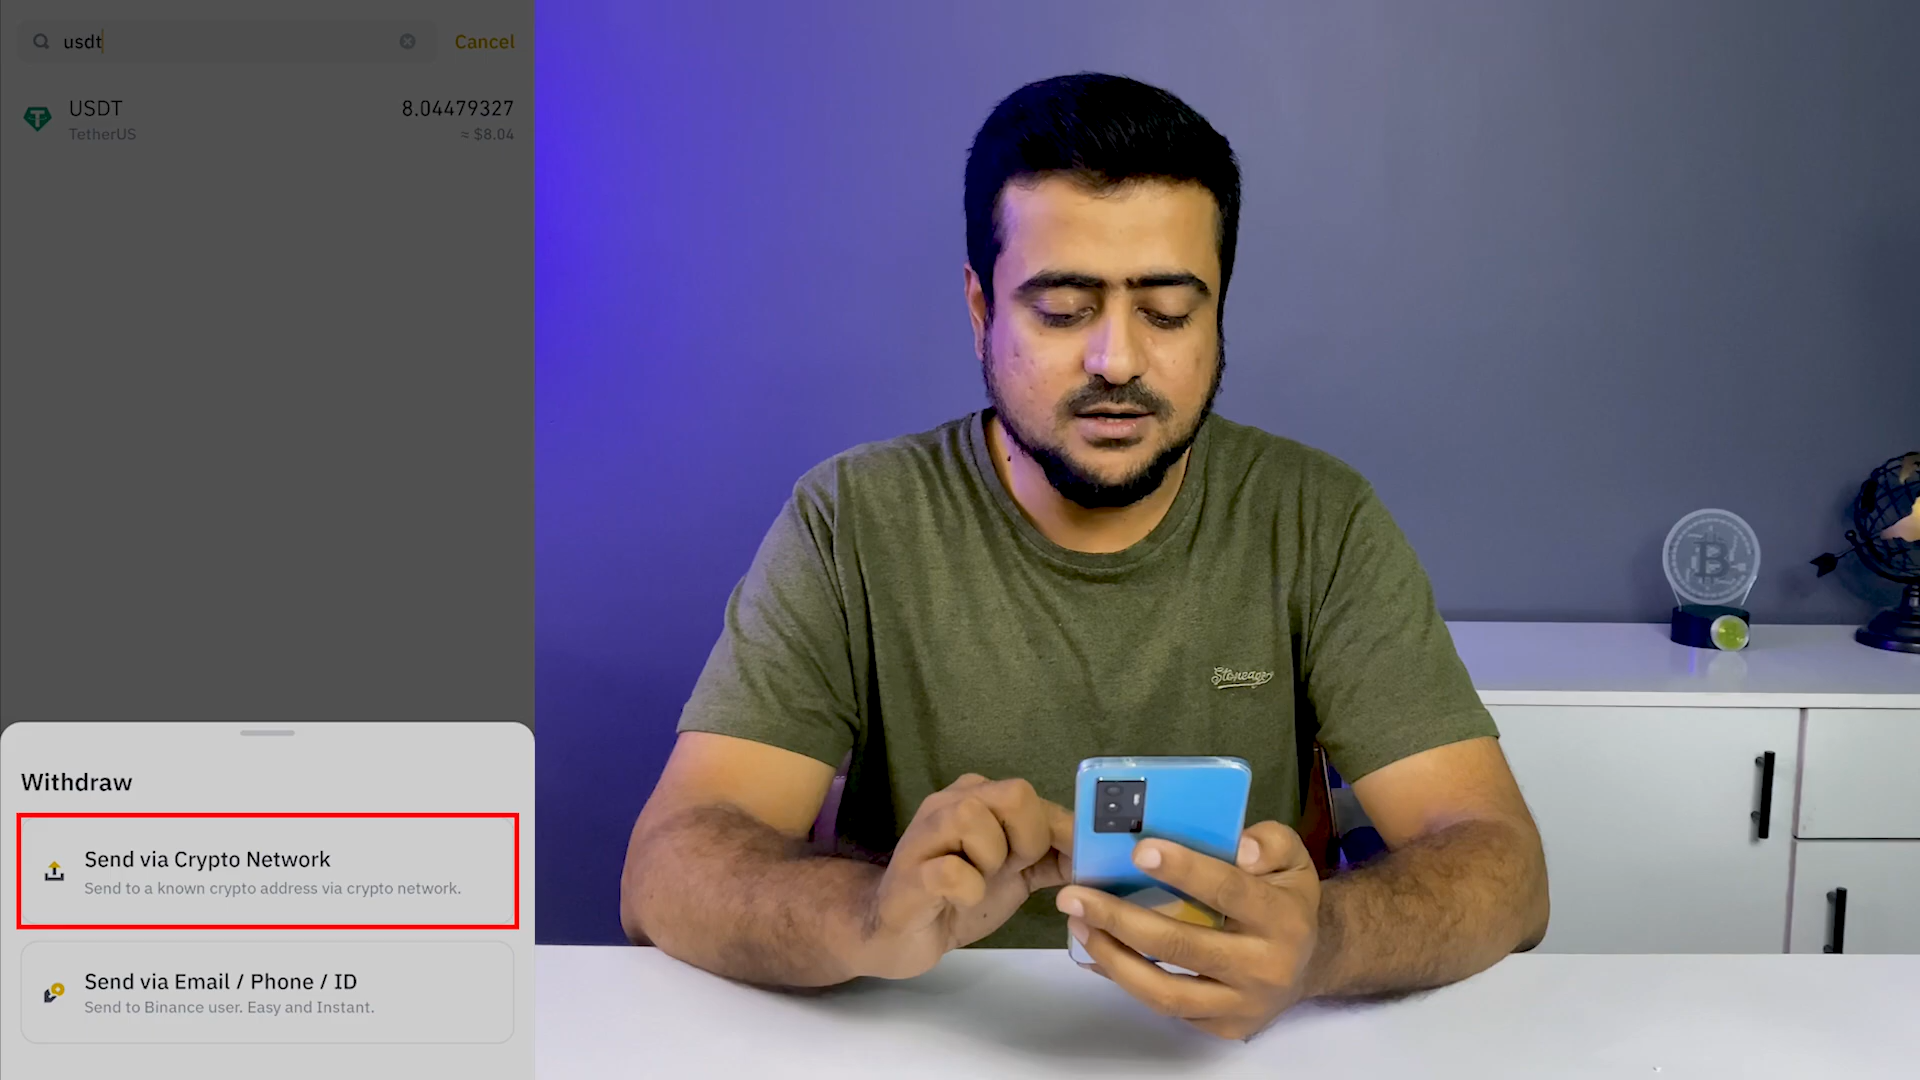 usdt
Cancel
USDT
8.04479327
TetherUS
≈ $8.04
Withdraw
Send via Crypto Network
Send to a known crypto address via crypto network.
Send via Email / Phone / ID
Send to Binance user. Easy and Instant.
Stoneage
B